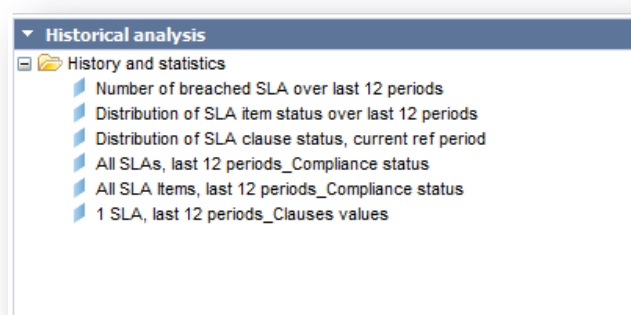 Historical analysis
History and statistics
Number of breached SLA over last 12 periods
Distribution of SLA item status over last 12 periods
Distribution of SLA clause status, current ref period
All SLAs, last 12 periods_Compliance status
All SLA Items, last 12 periods_Compliance status
1 SLA, last 12 periods_Clauses values